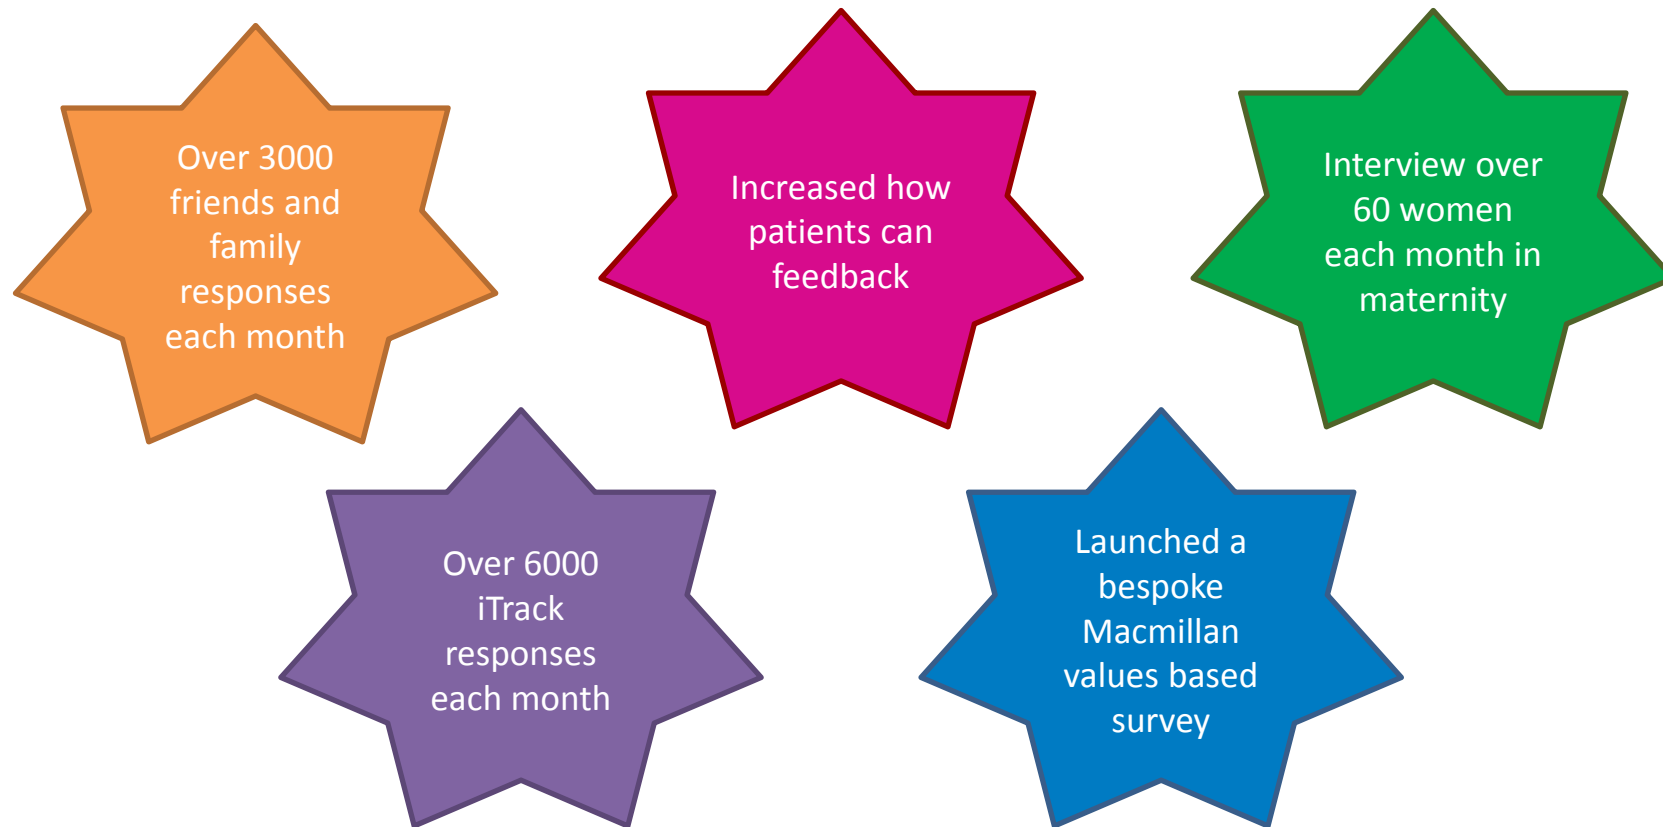 Over 3000
friends and
family
responses
each month
Increased how
patients can
feedback
Interview over
60 women
each month in
maternity
Over 6000
iTrack
responses
each month
Launched a
bespoke
Macmillan
values based
survey